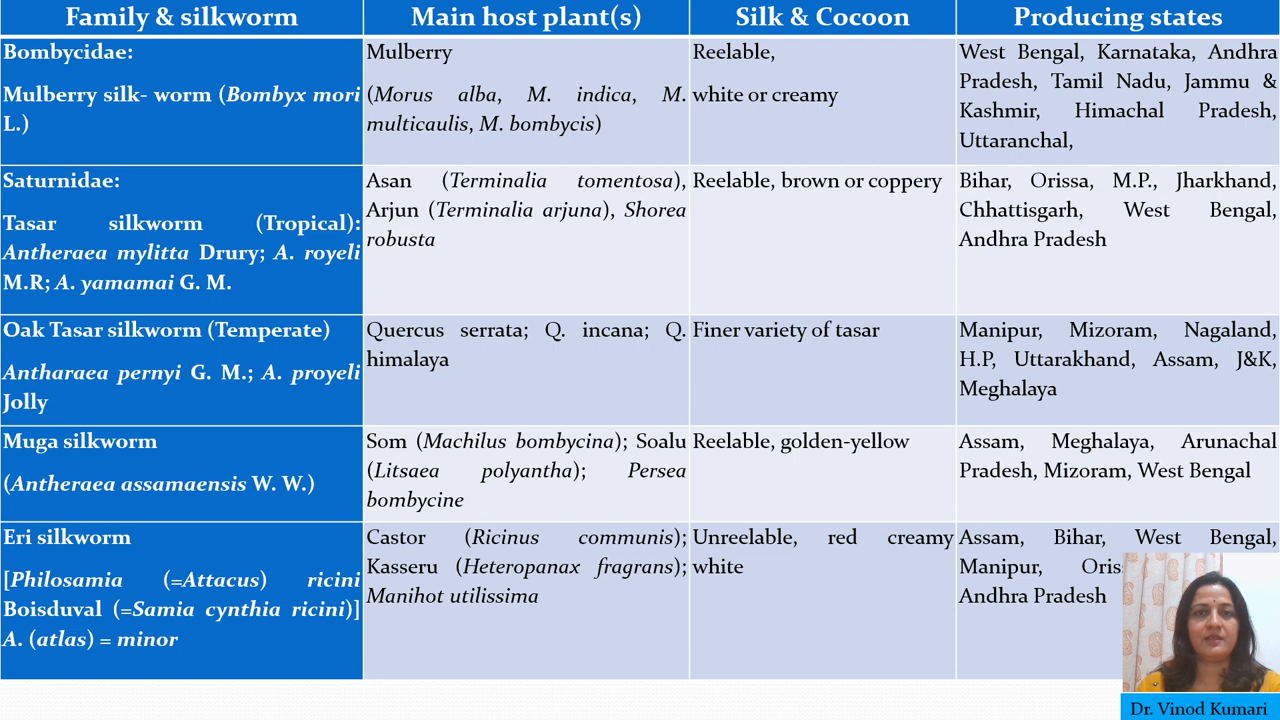 Family & silkworm
Main host plant(s)
Silk & Cocoon
Producing states
Bombycidae:
Mulberry silk- worm (Bombyx mori
L.)
Mulberry
(Morus alba, M. indica, M.
multicaulis, M. bombycis)
Reelable,
white or creamy
West Bengal, Karnataka, Andhra
Pradesh, Tamil Nadu, Jammu &
Kashmir, Himachal Pradesh,
Uttaranchal,
Saturnidae:
Tasar silkworm (Tropical):
Antheraea mylitta Drury; A. royeli
M.R; A. yamamai G. M.
Asan (Terminalia tomentosa),
Arjun (Terminalia arjuna), Shorea
robusta
Reelable, brown or coppery
Bihar, Orissa, M.P., Jharkhand,
Chhattisgarh, West Bengal,
Andhra Pradesh
Oak Tasar silkworm (Temperate)
Antharaea pernyi G. M.; A. proyeli
Jolly
Quercus serrata; Q. incana; Q.
himalaya
Finer variety of tasar
Manipur, Mizoram, Nagaland,
H.P, Uttarakhand, Assam, J&K,
Meghalaya
Muga silkworm
(Antheraea assamaensis W. W.)
Som (Machilus bombycina); Soalu
(Litsaea polyantha); Persea
bombycine
Reelable, golden-yellow
Assam, Meghalaya, Arunachal
Pradesh, Mizoram, West Bengal
Eri silkworm
[Philosamia (=Attacus) ricini
Boisduval (=Samia cynthia ricini)]
A. (atlas) = minor
Castor (Ricinus communis);
Kasseru (Heteropanax fragrans);
Manihot utilissima
Unreelable, red creamy
white
Assam, Bihar, West Bengal,
Manipur,
Andhra Pradesh
Dr. Vinod Kumari